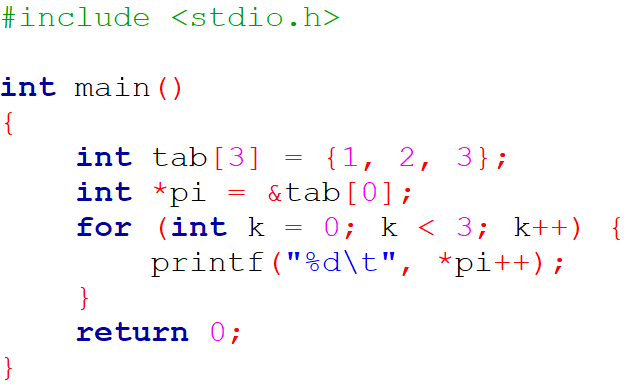 #include <stdio.h>

int main()
{
    int tab[3] = {1, 2, 3};
    int *pi = &tab[0];
    for (int k = 0; k < 3; k++) {
        printf("%d\t", *pi++);
    }
    return 0;
}